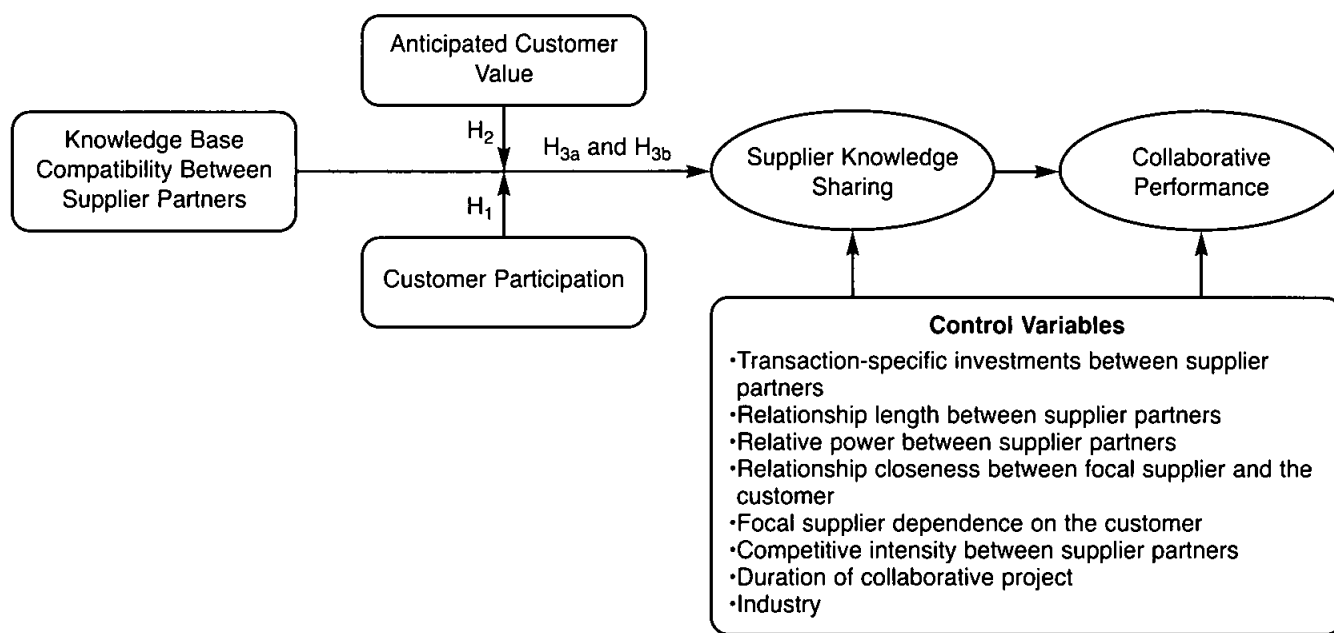 Anticipated Customer
Value
Knowledge Base
Compatibility Between
Supplier Partners
H2
H3a and H3b
H1
Customer Participation
Supplier Knowledge
Sharing
Collaborative
Performance
Control Variables
•Transaction-specific investments between supplier
partners
•Relationship length between supplier partners
•Relative power between supplier partners
•Relationship closeness between focal supplier and the
customer
•Focal supplier dependence on the customer
•Competitive intensity between supplier partners
•Duration of collaborative project
•Industry